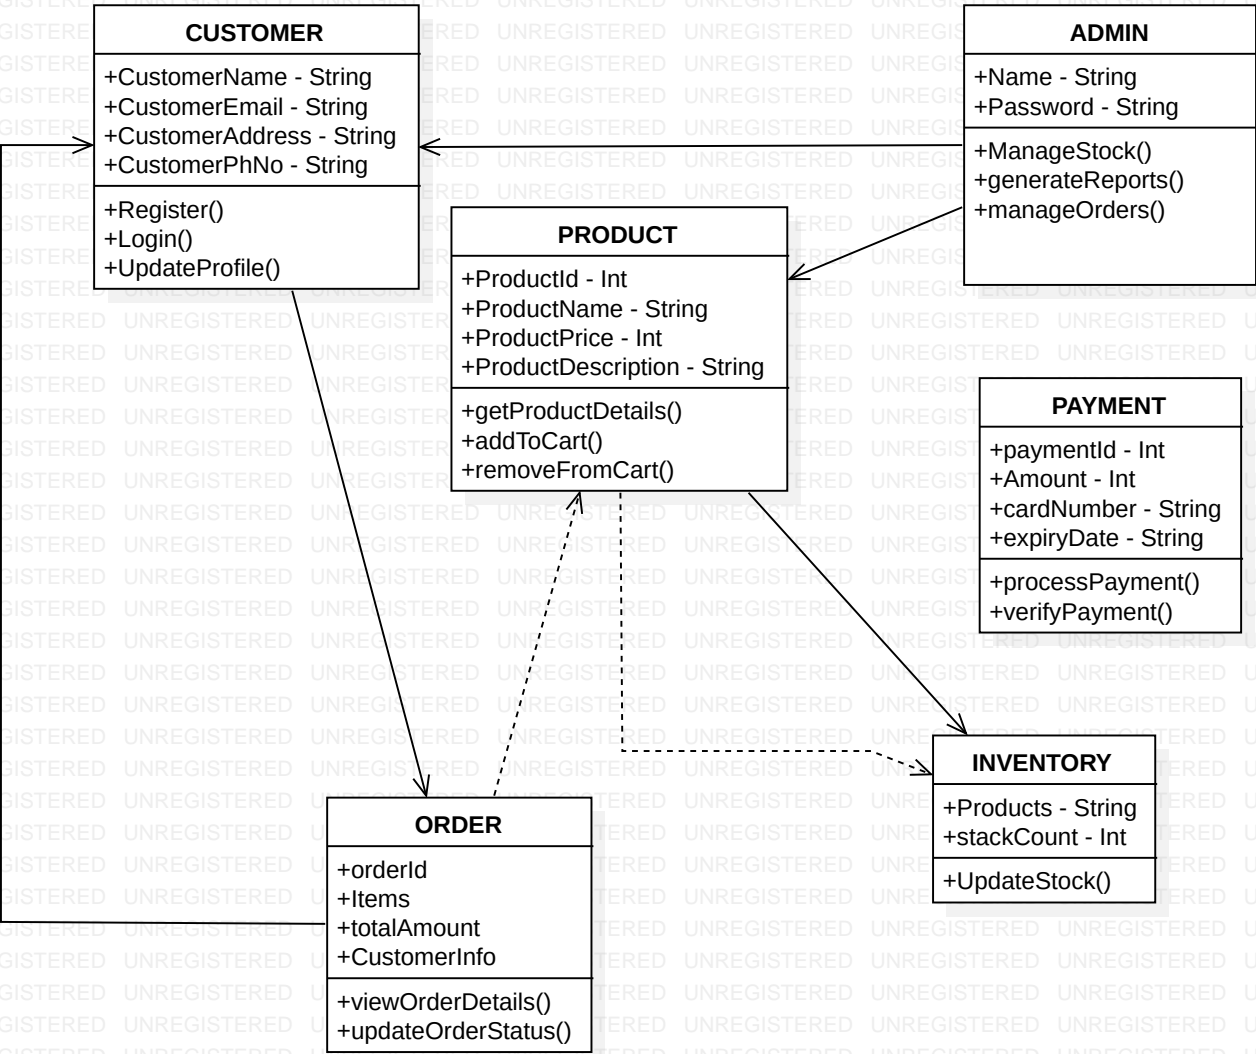 CUSTOMER
+CustomerName - String
+CustomerEmail - String
+CustomerAddress - String
+CustomerPhNo - String
+Register()
+Login()
+UpdateProfile()
ADMIN
+Name - String
+Password - String
+ManageStock()
+generateReports()
+manageOrders()
PRODUCT
+ProductId - Int
+ProductName - String
+ProductPrice - Int
+ProductDescription - String
+getProductDetails()
+addToCart()
+removeFromCart()
PAYMENT
+paymentId - Int
+Amount - Int
+cardNumber - String
+expiryDate - String
+processPayment()
+verifyPayment()
INVENTORY
+Products - String
+stackCount - Int
+UpdateStock()
ORDER
+orderId
+Items
+totalAmount
+CustomerInfo
+viewOrderDetails()
+updateOrderStatus()
UNREGISTERED